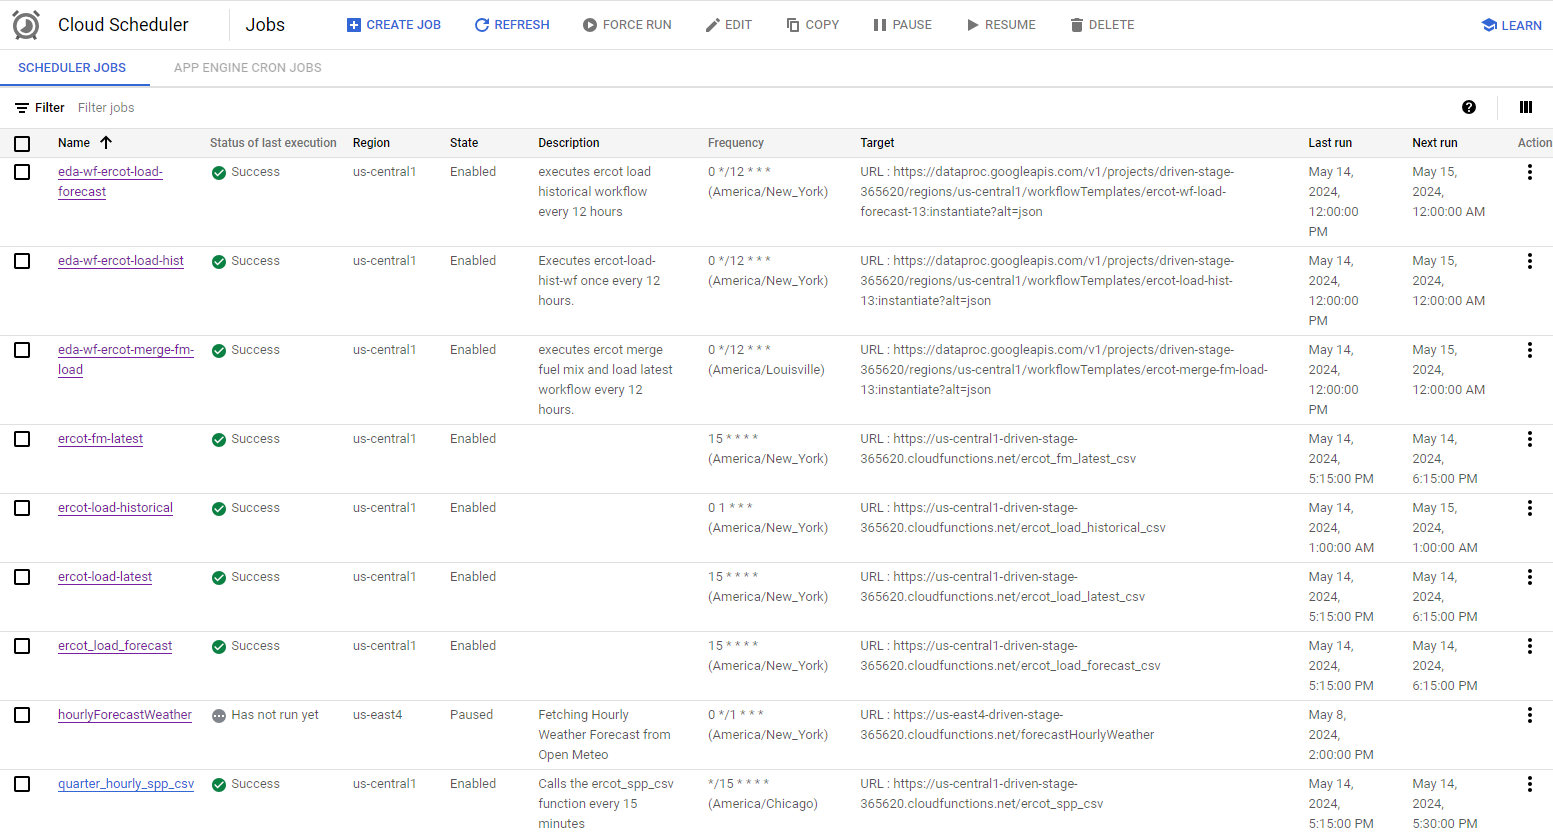 Cloud Scheduler
Jobs
CREATE JOB
REFRESH
FORCE RUN
EDIT
COPY
PAUSE
RESUME
DELETE
LEARN
SCHEDULER JOBS
APP ENGINE CRON JOBS
Filter
Filter jobs
Name
Status of last execution
Region
State
Description
Frequency
Target
Last run
Next run
Action
eda-wf-ercot-load-
forecast
Success
us-central1
Enabled
executes ercot load
historical workflow
every 12 hours
0 */12 * * *
(America/New_York)
URL : https://dataproc.googleapis.com/v1/projects/driven-stage-
365620/regions/us-central1/workflowTemplates/ercot-wf-load-
forecast-13:instantiate?alt=json
May 14,
2024,
12:00:00
PM
May 15,
2024,
12:00:00 AM
eda-wf-ercot-load-hist
Success
us-central1
Enabled
Executes ercot-load-
hist-wf once every 12
hours.
0 */12 * * *
(America/New_York)
URL : https://dataproc.googleapis.com/v1/projects/driven-stage-
365620/regions/us-central1/workflowTemplates/ercot-load-hist-
13:instantiate?alt=json
May 14,
2024,
12:00:00
PM
May 15,
2024,
12:00:00 AM
eda-wf-ercot-merge-fm-
load
Success
us-central1
Enabled
executes ercot merge
fuel mix and load latest
workflow every 12
hours.
0 */12 * * *
(America/Louisville)
URL : https://dataproc.googleapis.com/v1/projects/driven-stage-
365620/regions/us-central1/workflowTemplates/ercot-merge-fm-load-
13:instantiate?alt=json
May 14,
2024,
12:00:00
PM
May 15,
2024,
12:00:00 AM
ercot-fm-latest
Success
us-central1
Enabled
15 * * * *
(America/New_York)
URL : https://us-central1-driven-stage-
365620.cloudfunctions.net/ercot_fm_latest_csv
May 14,
2024,
5:15:00 PM
May 14,
2024,
6:15:00 PM
ercot-load-historical
Success
us-central1
Enabled
0 1 * * *
(America/New_York)
URL : https://us-central1-driven-stage-
365620.cloudfunctions.net/ercot_load_historical_csv
May 14,
2024,
1:00:00 AM
May 15,
2024,
1:00:00 AM
ercot-load-latest
Success
us-central1
Enabled
15 * * * *
(America/New_York)
URL : https://us-central1-driven-stage-
365620.cloudfunctions.net/ercot_load_latest_csv
May 14,
2024,
5:15:00 PM
May 14,
2024,
6:15:00 PM
ercot_load_forecast
Success
us-central1
Enabled
15 * * * *
(America/New_York)
URL : https://us-central1-driven-stage-
365620.cloudfunctions.net/ercot_load_forecast_csv
May 14,
2024,
5:15:00 PM
May 14,
2024,
6:15:00 PM
hourlyForecastWeather
Has not run yet
us-east4
Paused
Fetching Hourly
Weather Forecast from
Open Meteo
0 */1 * * *
(America/New_York)
URL : https://us-east4-driven-stage-
365620.cloudfunctions.net/forecastHourlyWeather
May 8,
2024,
2:00:00 PM
quarter_hourly_spp_csv
Success
us-central1
Enabled
Calls the ercot_spp_csv
function every 15
minutes
*/15 * * * *
(America/Chicago)
URL : https://us-central1-driven-stage-
365620.cloudfunctions.net/ercot_spp_csv
May 14,
2024,
5:15:00 PM
May 14,
2024,
5:30:00 PM